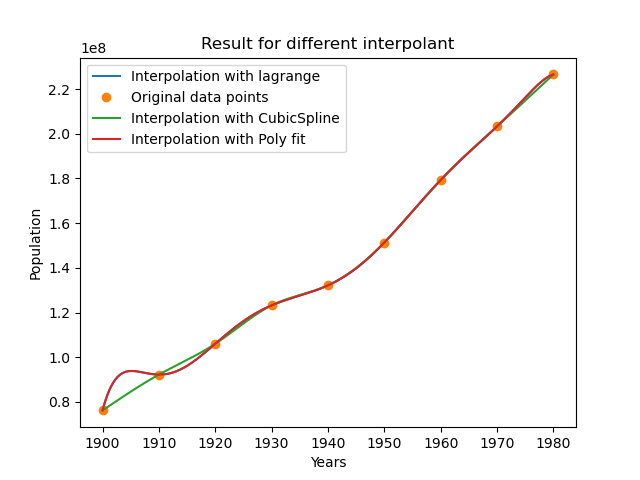 Result for different interpolant
1e8
Interpolation with lagrange
Original data points
Interpolation with CubicSpline
Interpolation with Poly fit
2.2
2.0
1.8
1.6
1.4
1.2
1.0
0.8
Population
1900 1910 1920 1930 1940 1950 1960 1970 1980
Years